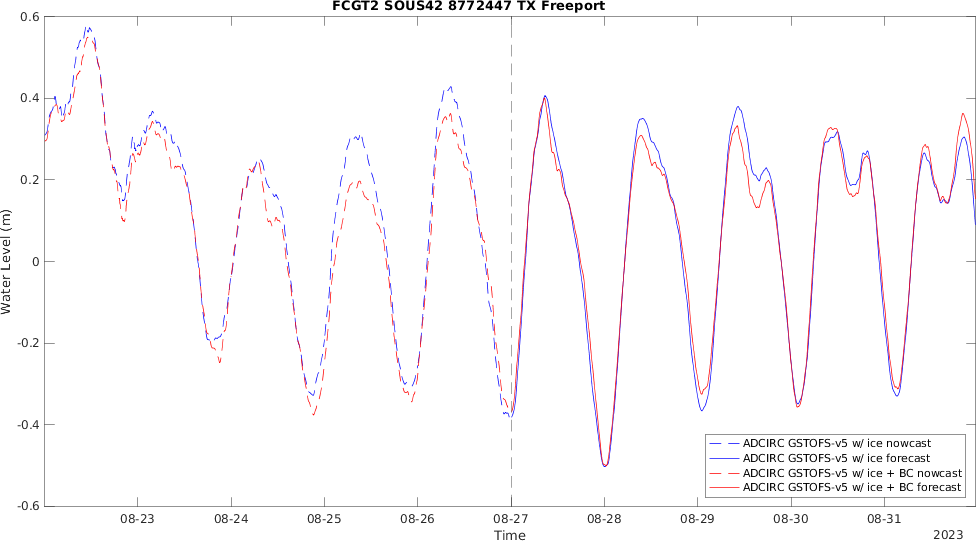 FCGT2 SOUS42 8772447 TX Freeport
Water Level (m)
0.6
0.4
0.2
0
-0.2
-0.4
-0.6
ADCIRC GSTOFS-v5 w/ ice nowcast
ADCIRC GSTOFS-v5 w/ ice forecast
ADCIRC GSTOFS-v5 w/ ice + BC nowcast
ADCIRC GSTOFS-v5 w/ ice + BC forecast
08-23 08-24 08-25 08-26 08-27 08-28 08-29 08-30 08-31
Time
2023